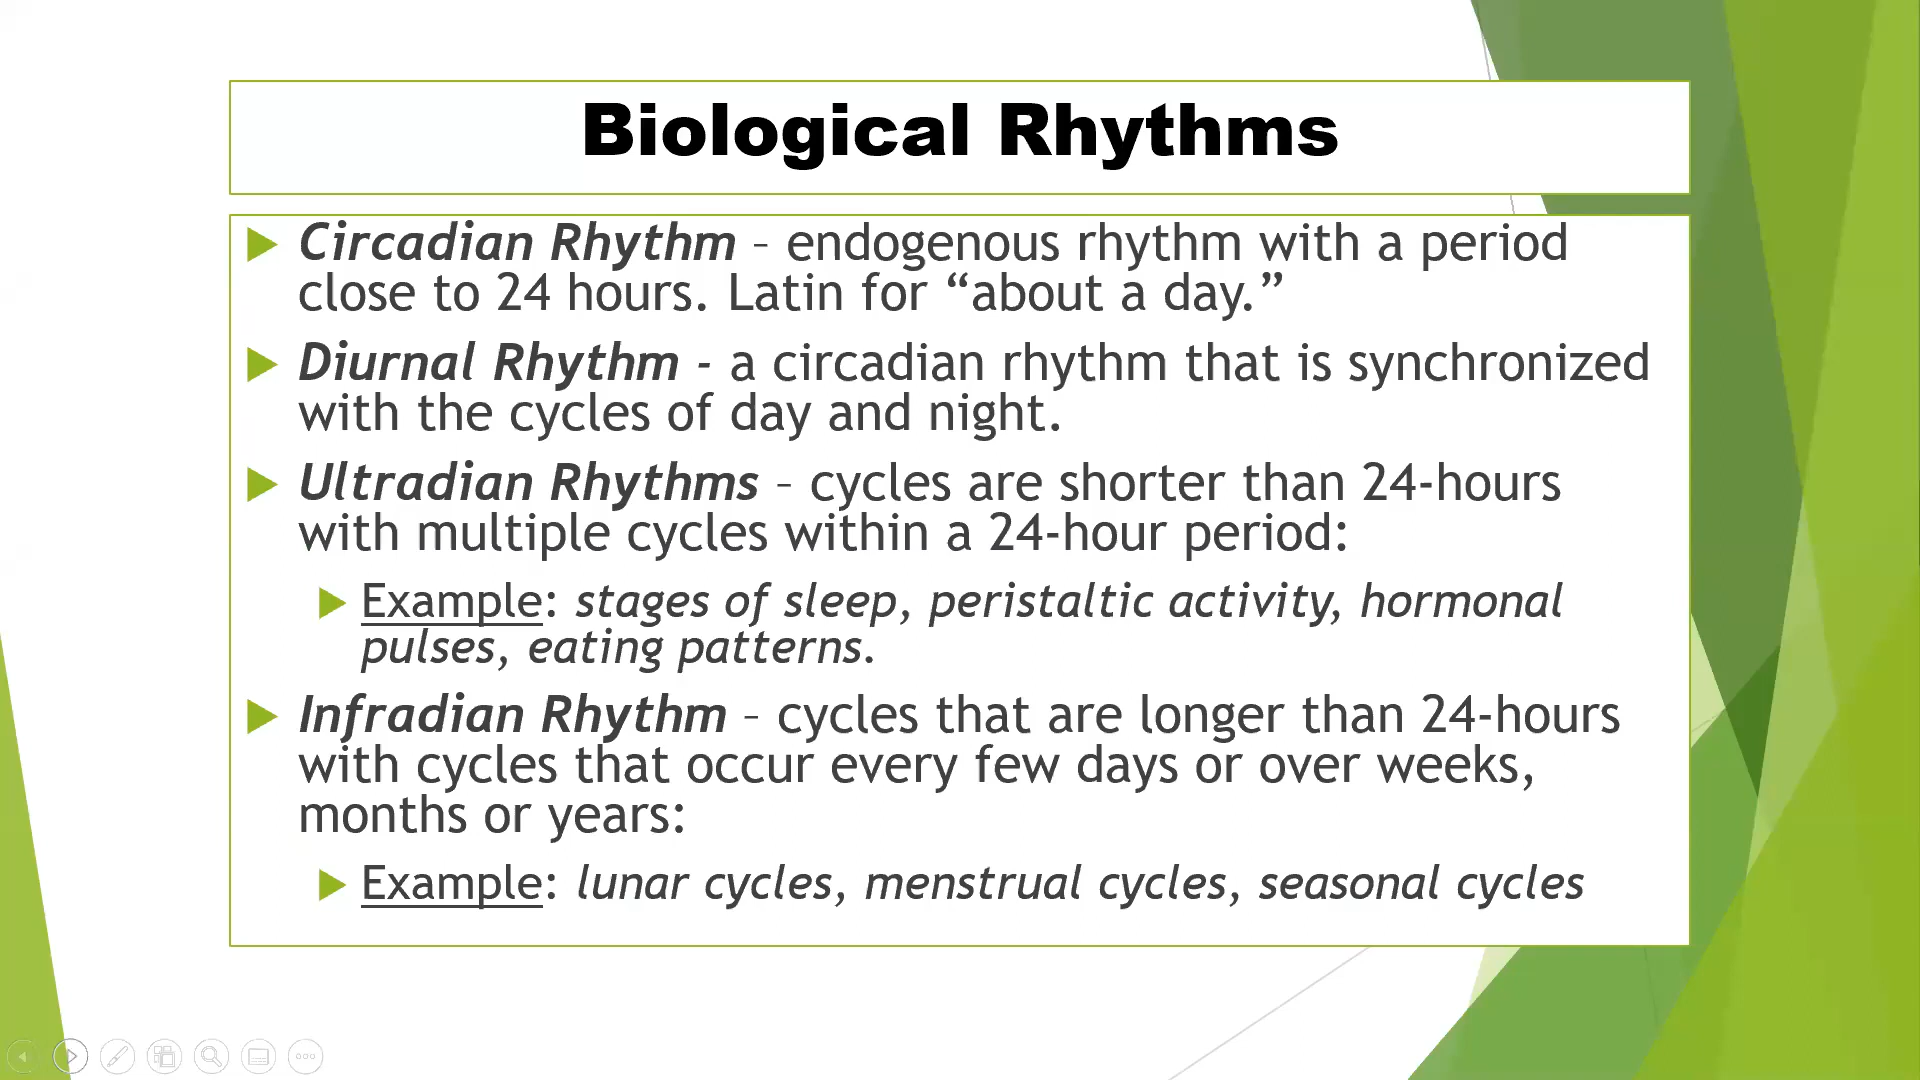 Biological Rhythms
Circadian Rhythm – endogenous rhythm with a period
close to 24 hours. Latin for “about a day.”
Diurnal Rhythm - a circadian rhythm that is synchronized
with the cycles of day and night.
Ultradian Rhythms – cycles are shorter than 24-hours
with multiple cycles within a 24-hour period:
Example: stages of sleep, peristaltic activity, hormonal
pulses, eating patterns.
Infradian Rhythm – cycles that are longer than 24-hours
with cycles that occur every few days or over weeks,
months or years:
Example: lunar cycles, menstrual cycles, seasonal cycles